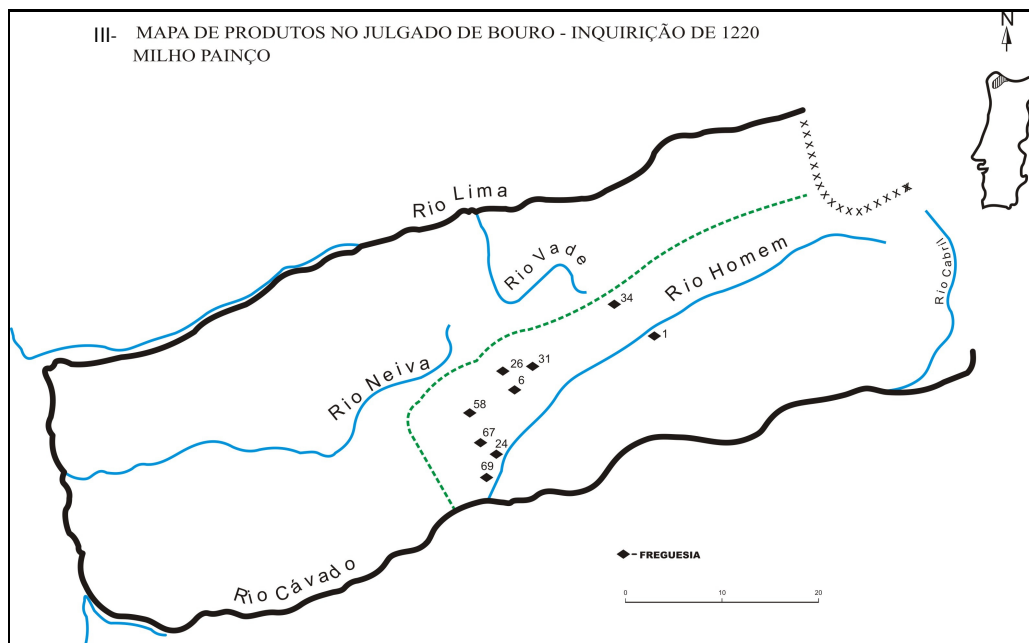 III- MAPA DE PRODUTOS NO JULGADO DE BOURO - INQUIRIÇÃO DE 1220
MILHO PAINÇO
N
Rio Lima
Rio Vade
Rio Homem
Rio Cabril
34
1
31
26
6
Rio Neiva
58
67
24
69
Rio Cávado
- FREGUESIA
0 10 20